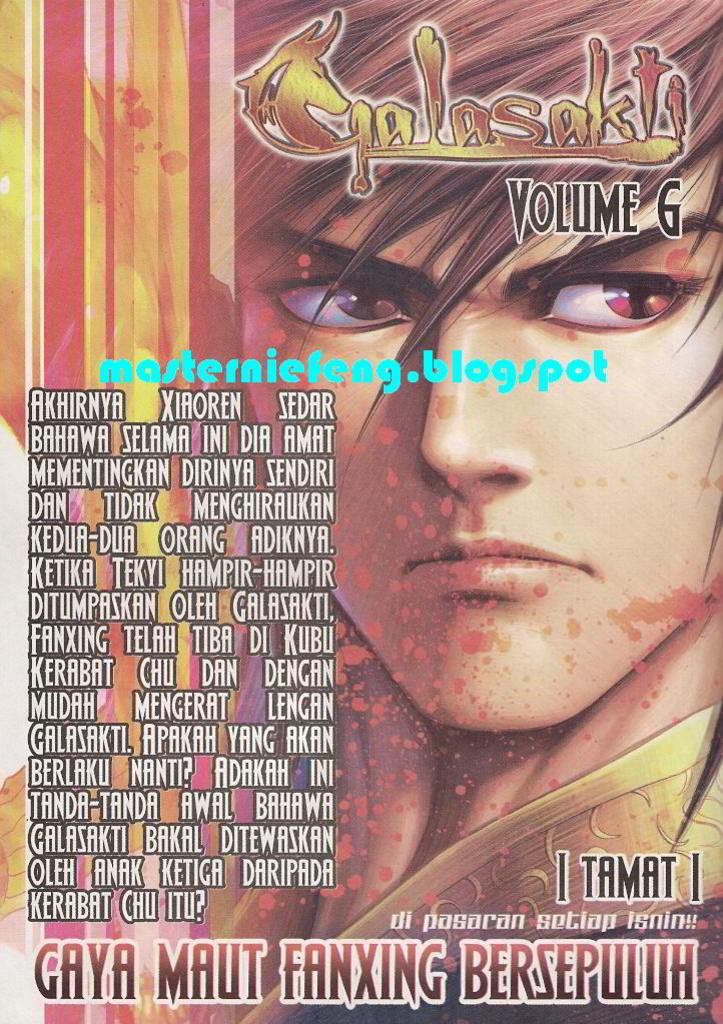 Galasakti
VOLUME 6
masterniefeng.blogspot
AKHIRNYA XIAOREN SEDAR
BAHAWA SELAMA INI DIA AMAT
MEMENTINGKAN DIRINYA SENDIRI
DAN TIDAK MENGHIRAUKAN
KEDUA-DUA ORANG ADIKNYA.
KETIKA TEKYI HAMPIR-HAMPIR
DITUMPASKAN OLEH GALASAKTI,
FANXING TELAH TIBA DI KUBU
KERABAT CHU DAN DENGAN
MUDAH MENGERAT LENGAN
GALASAKTI. APAKAH YANG AKAN
BERLAKU NANTI? ADAKAH INI
TANDA-TANDA AWAL BAHAWA
GALASAKTI BAKAL DITEWASKAN
OLEH ANAK KETIGA DARIPADA
KERABAT CHU ITU?
| TAMAT |
di pasaran setiap Isnin!!
GAYA MAUT FANXING BERSEPULUH